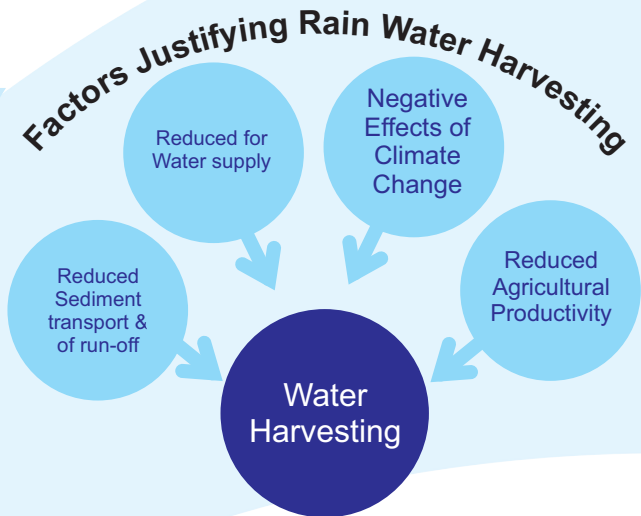 Factors Justifying Rain Water Harvesting
Reduced for
Water supply
Negative
Effects of
Climate
Change
Reduced
Sediment
transport &
of run-off
Reduced
Agricultural
Productivity
Water
Harvesting